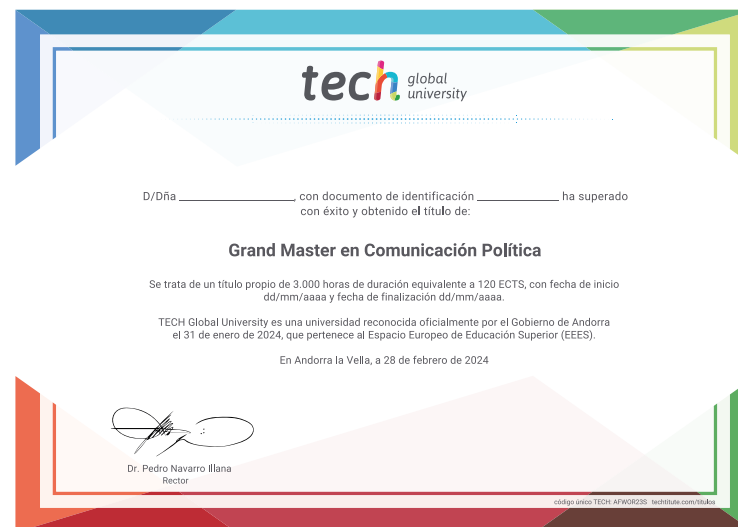 tech global university
D/Dña ____________________, con documento de identificación ______________ ha superado
con éxito y obtenido el título de:
Grand Master en Comunicación Política
Se trata de un título propio de 3.000 horas de duración equivalente a 120 ECTS, con fecha de inicio
dd/mm/aaaa y fecha de finalización dd/mm/aaaa.
TECH Global University es una universidad reconocida oficialmente por el Gobierno de Andorra
el 31 de enero de 2024, que pertenece al Espacio Europeo de Educación Superior (EEES).
En Andorra la Vella, a 28 de febrero de 2024
Dr. Pedro Navarro Illana
Rector
código único TECH: AFWOR23S techtitute.com/titulos